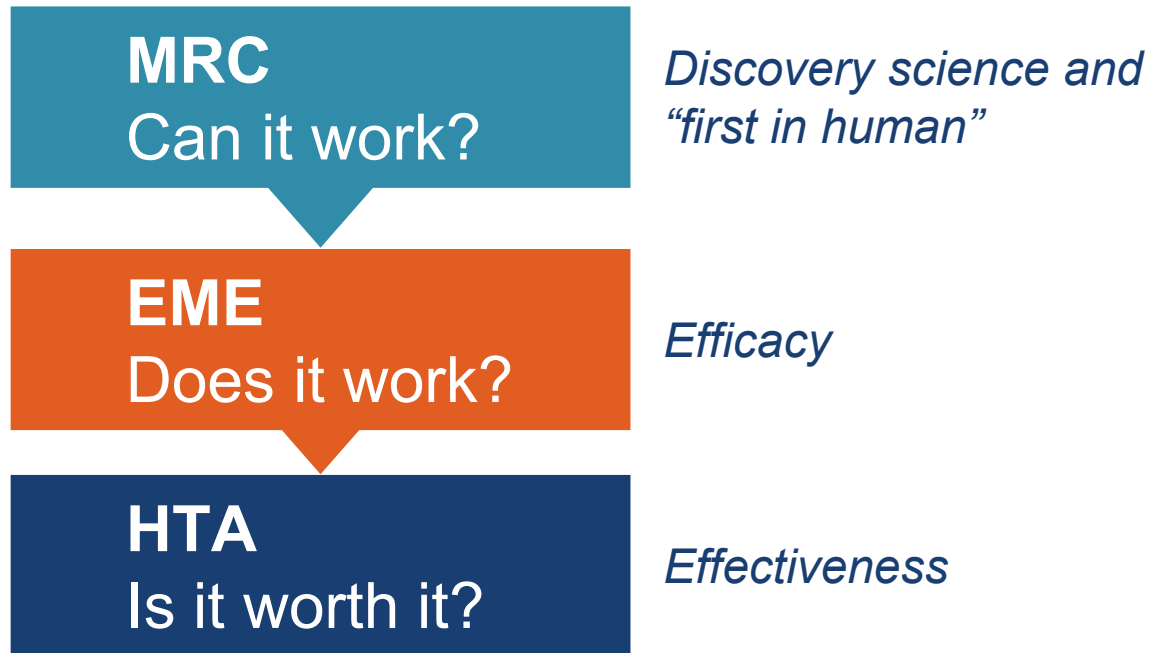 MRC
Can it work?
Discovery science and
“first in human”
EME
Does it work?
Efficacy
HTA
Is it worth it?
Effectiveness